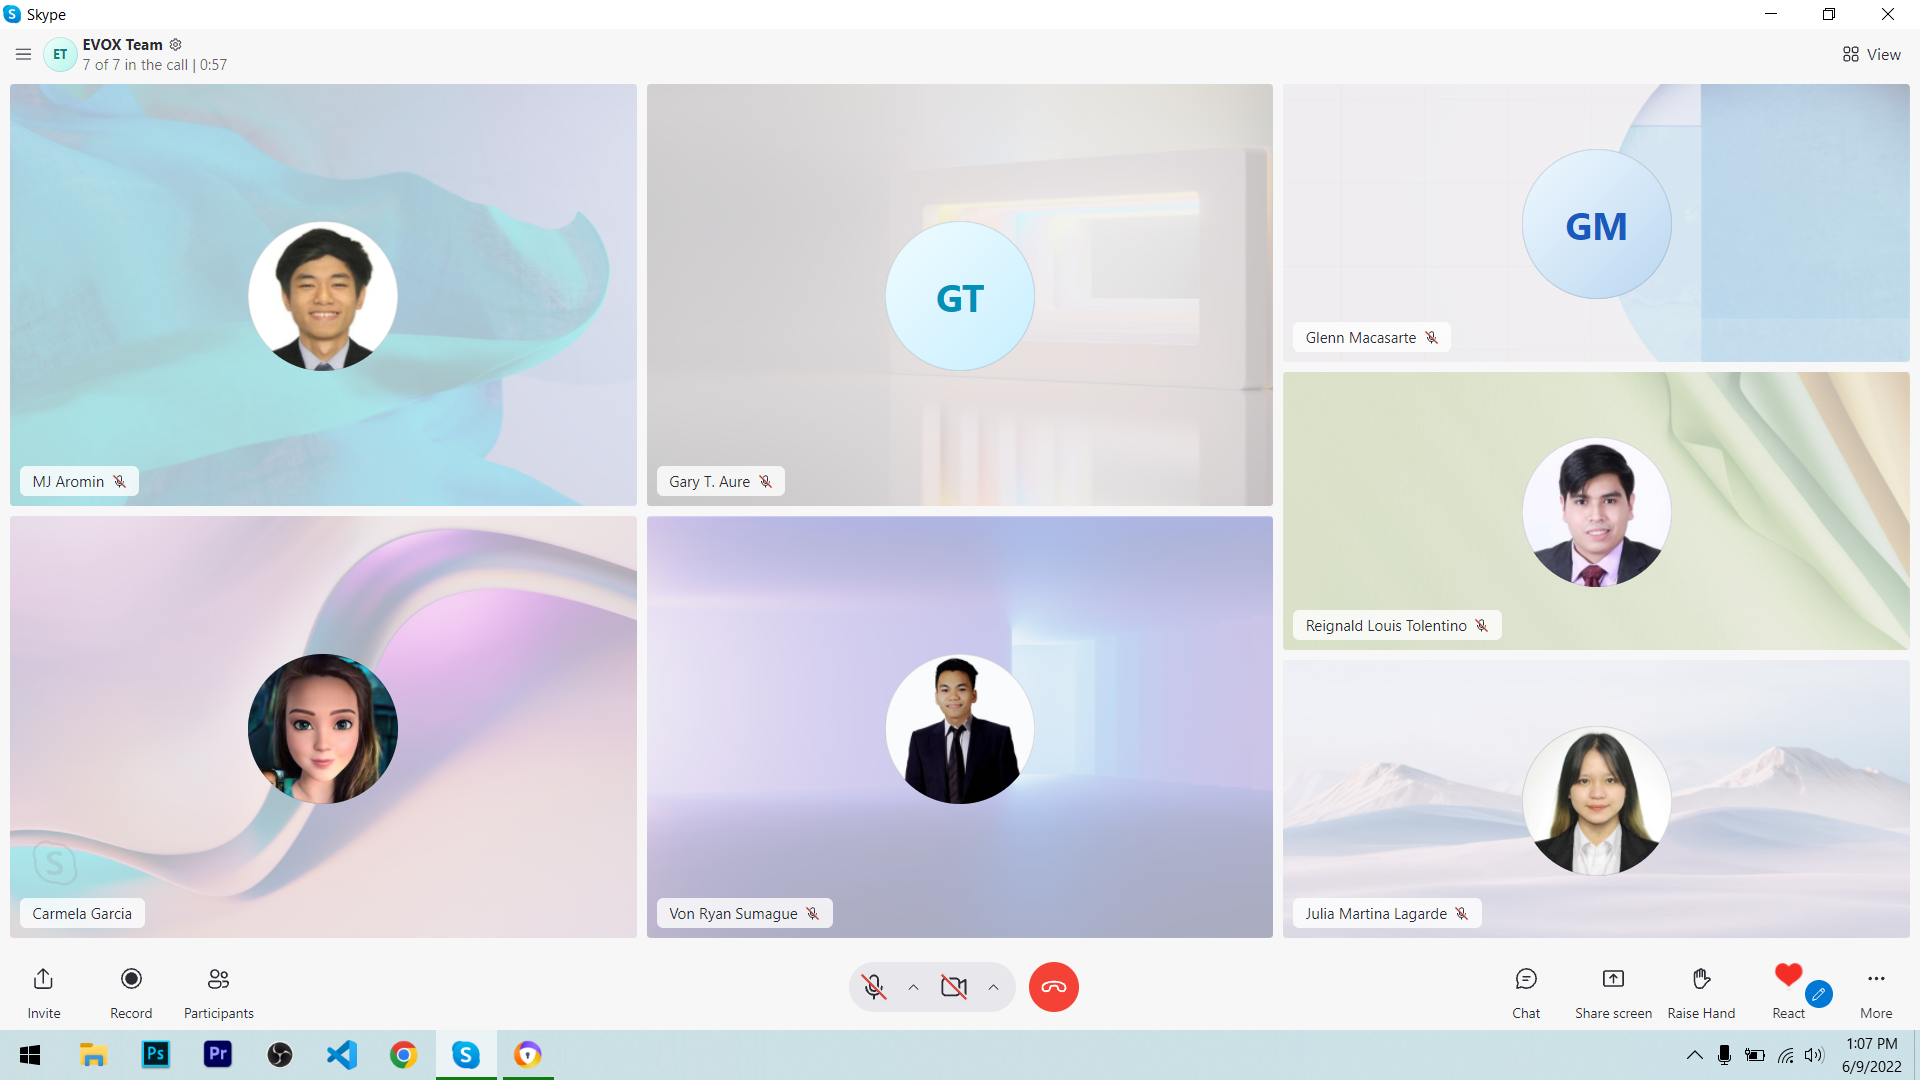 Skype
ET
EVOX Team
7 of 7 in the call | 0:57
View
MJ Aromin
GT
Gary T. Aure
GM
Glenn Macasarte
Reignald Louis Tolentino
Carmela Garcia
Von Ryan Sumague
Julia Martina Lagarde
Invite
Record
Participants
Chat
Share screen
Raise Hand
React
More
Ps
Pr
S
1:07 PM
6/9/2022